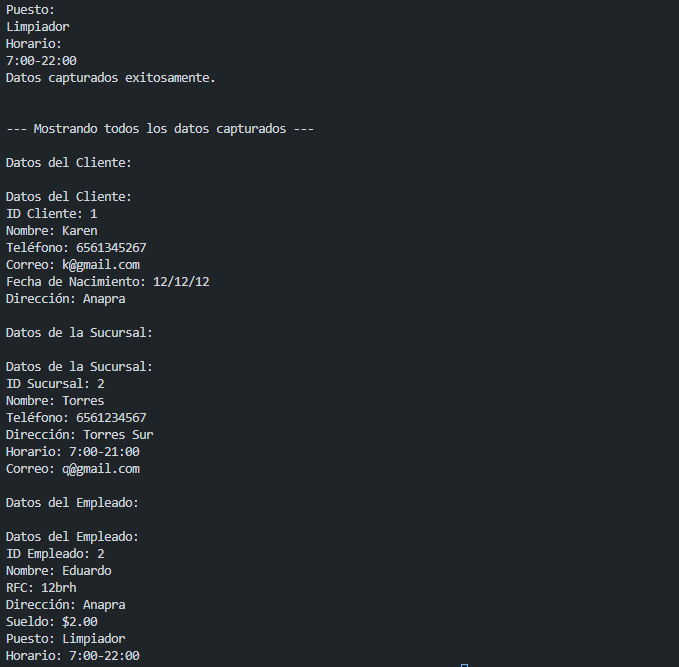 Puesto:
Limpiador
Horario:
7:00-22:00
Datos capturados exitosamente.
--- Mostrando todos los datos capturados ---
Datos del Cliente:
Datos del Cliente:
ID Cliente: 1
Nombre: Karen
Teléfono: 6561345267
Correo: k@gmail.com
Fecha de Nacimiento: 12/12/12
Dirección: Anapra
Datos de la Sucursal:
Datos de la Sucursal:
ID Sucursal: 2
Nombre: Torres
Teléfono: 6561234567
Dirección: Torres Sur
Horario: 7:00-21:00
Correo: q@gmail.com
Datos del Empleado:
Datos del Empleado:
ID Empleado: 2
Nombre: Eduardo
RFC: 12brh
Dirección: Anapra
Sueldo: $2.00
Puesto: Limpiador
Horario: 7:00-22:00